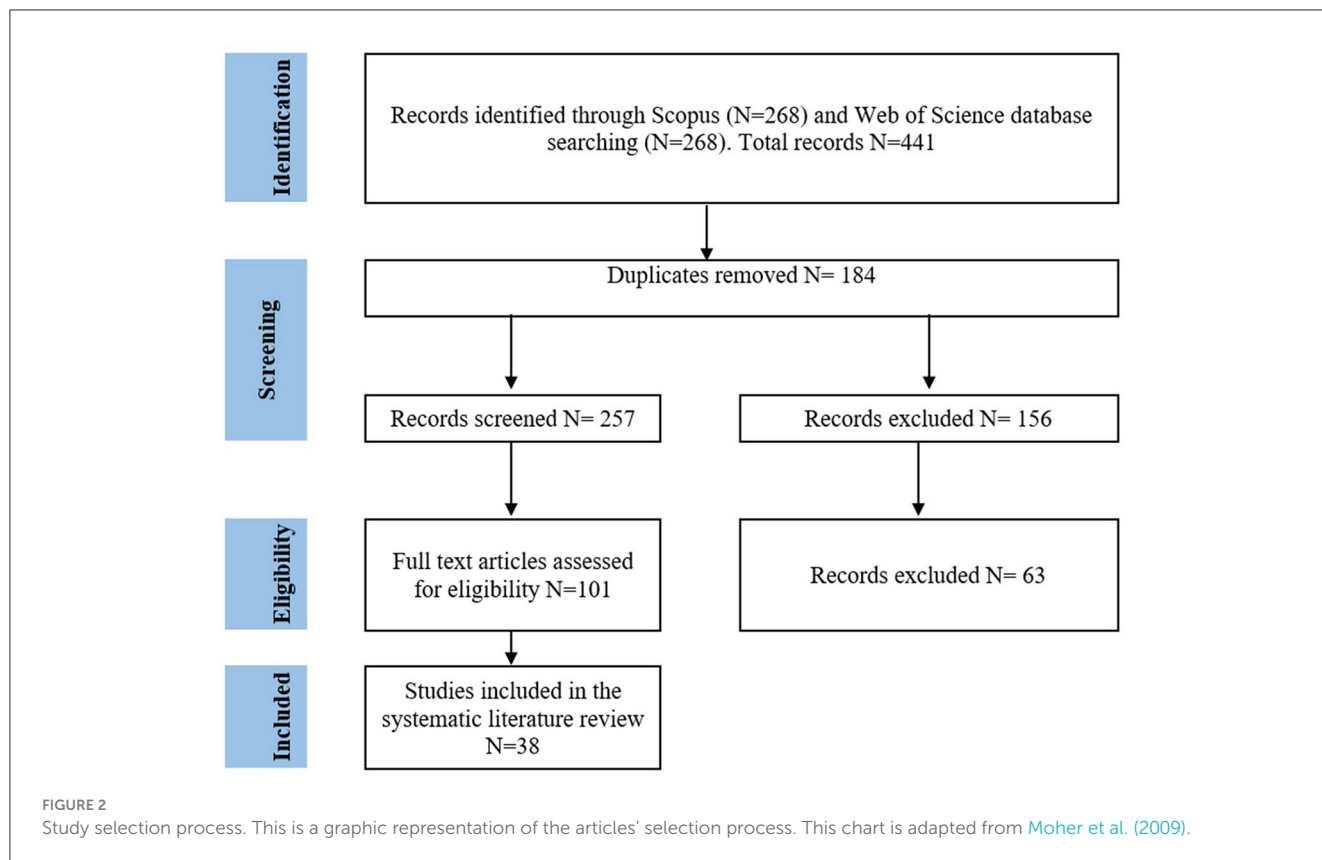 Identification
Records identified through Scopus (N=268) and Web of Science database
searching (N=268). Total records N=441
Screening
Duplicates removed N= 184
Records screened N= 257
Records excluded N= 156
Eligibility
Full text articles assessed
for eligibility N=101
Records excluded N= 63
Included
Studies included in the
systematic literature review
N=38
FIGURE 2
Study selection process. This is a graphic representation of the articles’ selection process. This chart is adapted from Moher et al. (2009).